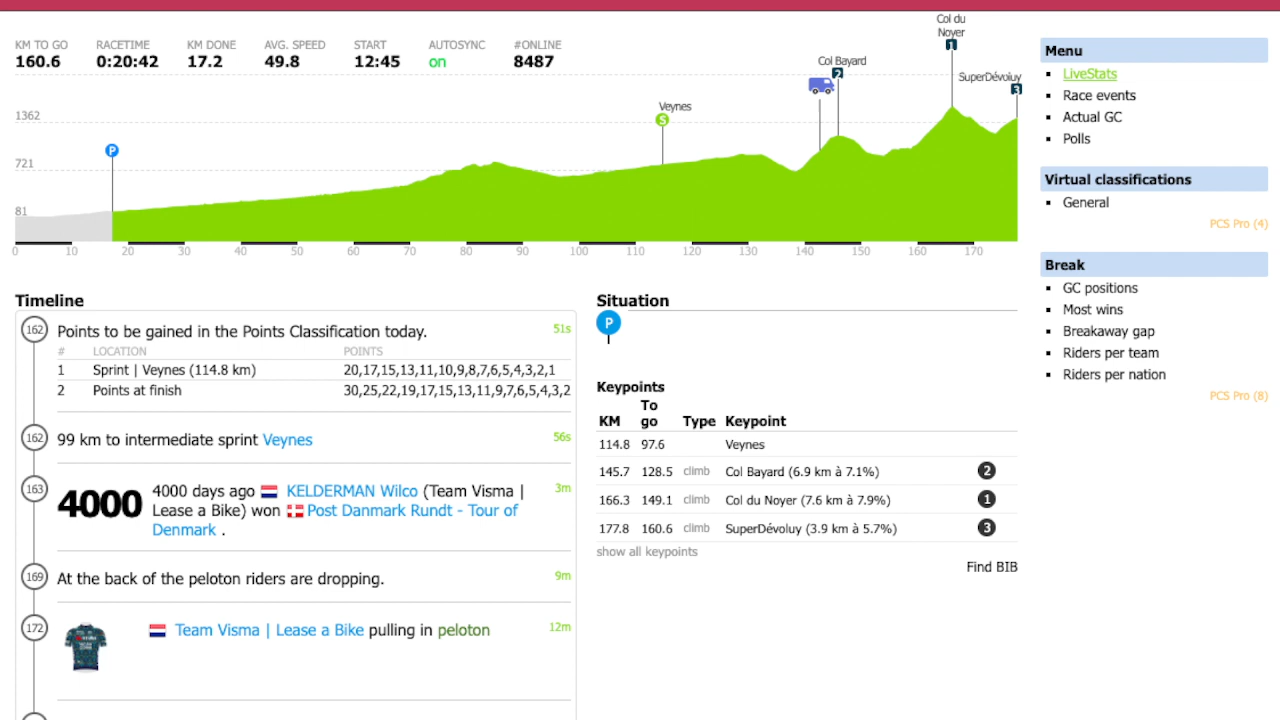 KM TO GO RACETIME KM DONE AVG. SPEED START AUTOSYNC #ONLINE
160.6 0:20:42 17.2 49.8 12:45 on 8487
Col du
Noyer
1
Col Bayard
2
SuperDévoluy
3
Veynes
S
P
1362
721
81
0 10 20 30 40 50 60 70 80 90 100 110 120 130 140 150 160 170
Menu
LiveStats
Race events
Actual GC
Polls
Virtual classifications
General
PCS Pro (4)
Break
GC positions
Most wins
Breakaway gap
Riders per team
Riders per nation
PCS Pro (8)
Timeline
162 Points to be gained in the Points Classification today. 51s
# LOCATION POINTS
1 Sprint | Veynes (114.8 km) 20,17,15,13,11,10,9,8,7,6,5,4,3,2,1
2 Points at finish 30,25,22,19,17,15,13,11,9,7,6,5,4,3,2
162 99 km to intermediate sprint Veynes 56s
163 4000 4000 days ago KELDERMAN Wilco (Team Visma | 3m
Lease a Bike) won Post Danmark Rundt - Tour of
Denmark .
169 At the back of the peloton riders are dropping. 9m
172 Team Visma | Lease a Bike pulling in peloton 12m
Situation
P
Keypoints
KM To go Type Keypoint
114.8 97.6 Veynes
145.7 128.5 climb Col Bayard (6.9 km à 7.1%) 2
166.3 149.1 climb Col du Noyer (7.6 km à 7.9%) 1
177.8 160.6 climb SuperDévoluy (3.9 km à 5.7%) 3
show all keypoints
Find BIB